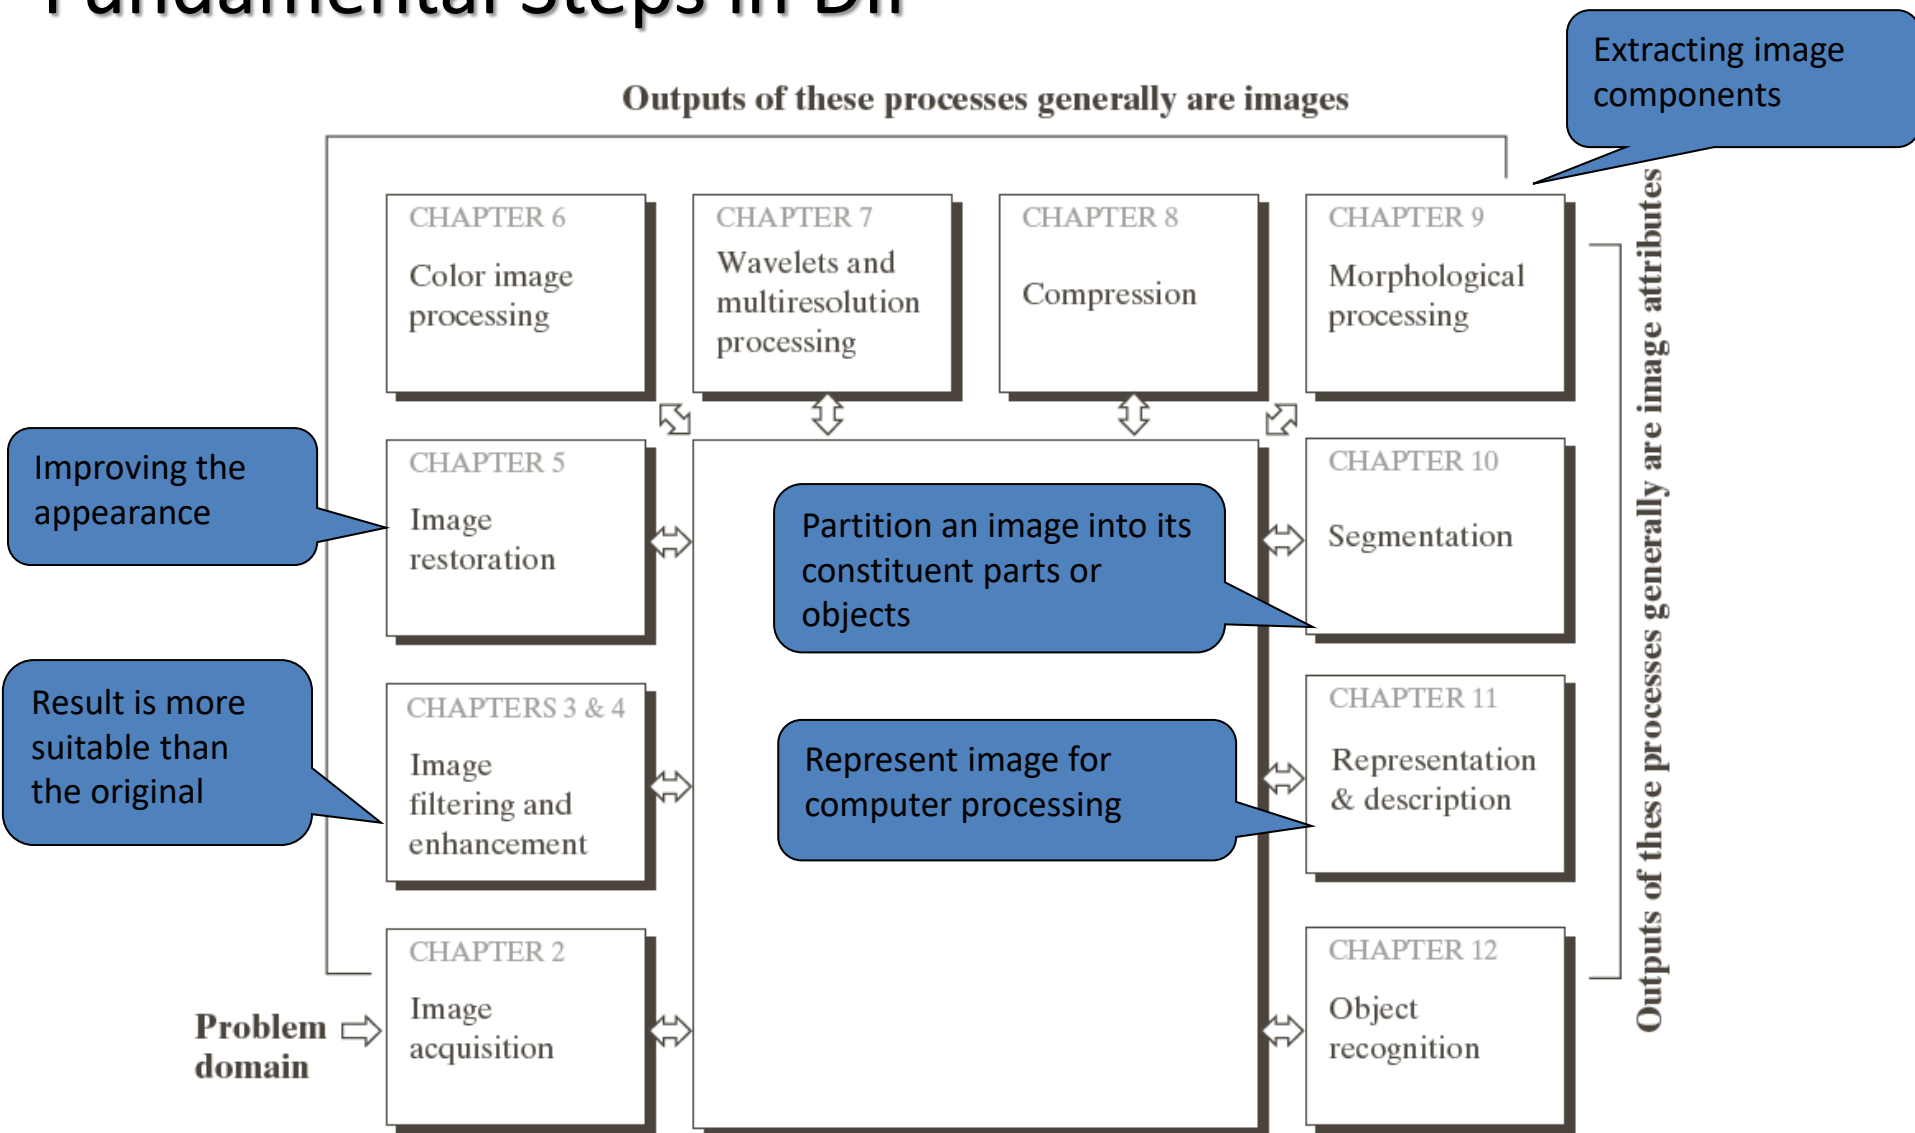 Fundamental Steps in DIP
Extracting image
components
Outputs of these processes generally are images
CHAPTER 6
Color image
processing
CHAPTER 7
Wavelets and
multiresolution
processing
CHAPTER 8
Compression
CHAPTER 9
Morphological
processing
Outputs of these processes generally are image attributes
Improving the
appearance
CHAPTER 5
Image
restoration
Partition an image into its
constituent parts or
objects
CHAPTER 10
Segmentation
Result is more
suitable than
the original
CHAPTERS 3 & 4
Image
filtering and
enhancement
Represent image for
computer processing
CHAPTER 11
Representation
& description
Problem
domain
CHAPTER 2
Image
acquisition
CHAPTER 12
Object
recognition